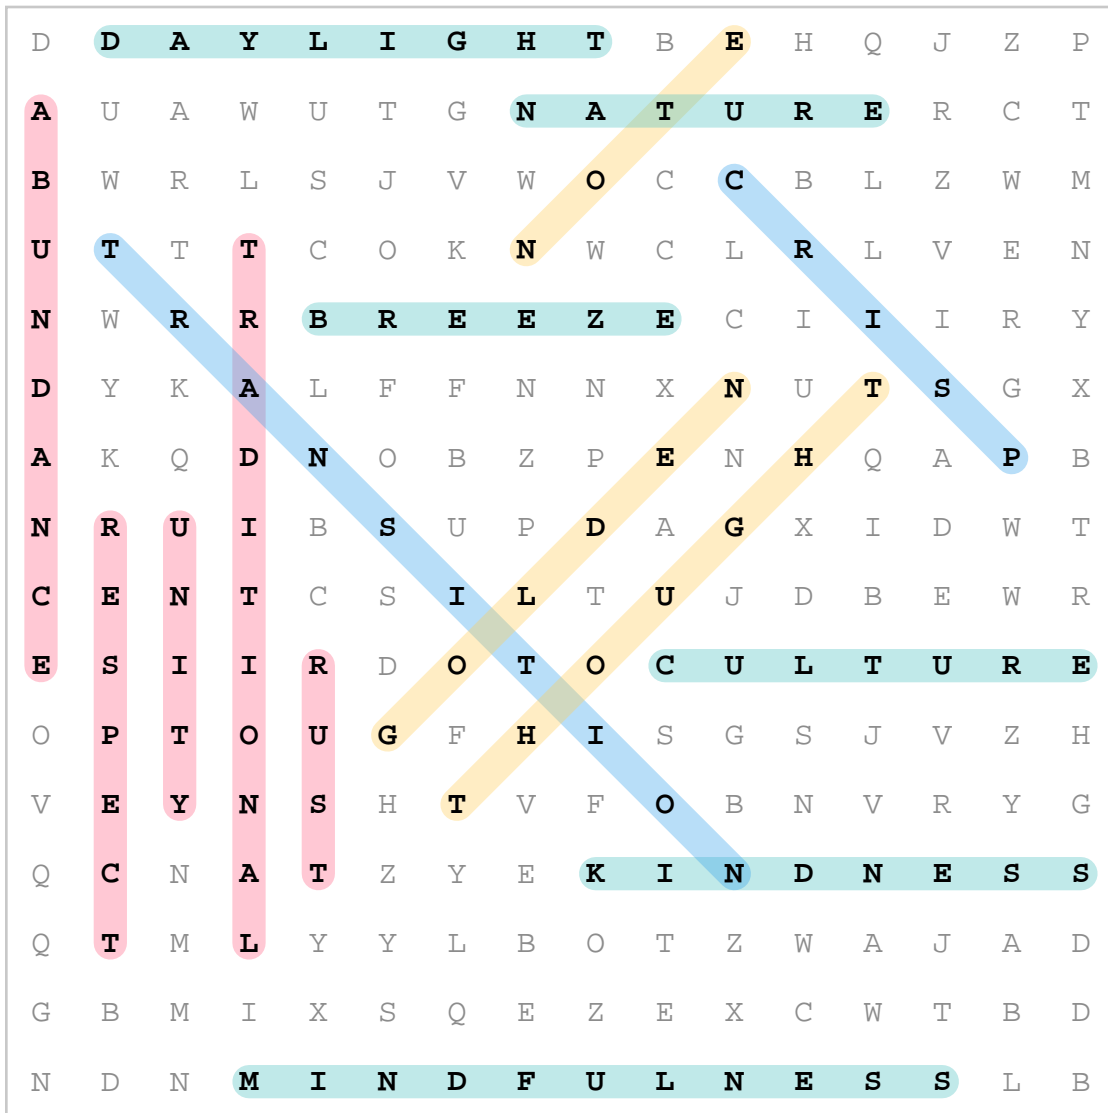 D D A Y L I G H T B E H Q J Z P
A U A W U T G N A T U R E R C T
B W R L S J V W O C C B L Z W M
U T T T C O K N W C L R L V E N
N W R R B R E E Z E C I I I R Y
D Y K A L F F N N X N U T S G X
A K Q D N O B Z P E N H Q A P B
N R U I B S U P D A G X I D W T
C E N T C S I L T U J D B E W R
E S I I R D O T O C U L T U R E
O P T O U G F H I S G S J V Z H
V E Y N S H T V F O B N V R Y G
Q C N A T Z Y E K I N D N E S S
Q T M L Y Y L B O T Z W A J A D
G B M I X S Q E Z E X C W T B D
N D N M I N D F U L N E S S L B